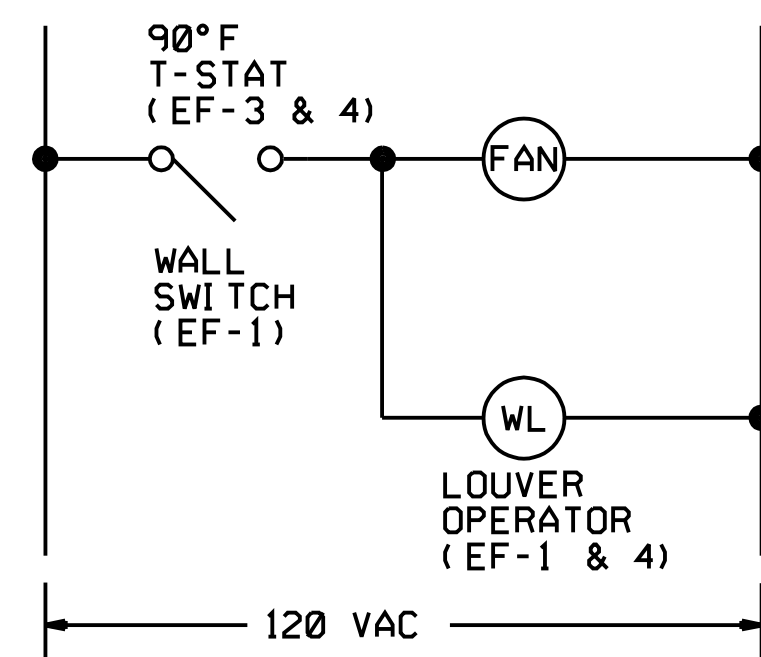 90°F
T-STAT
(EF-3 & 4)
FAN
WALL
SWITCH
(EF-1)
WL
LOUVER
OPERATOR
(EF-1 & 4)
120 VAC